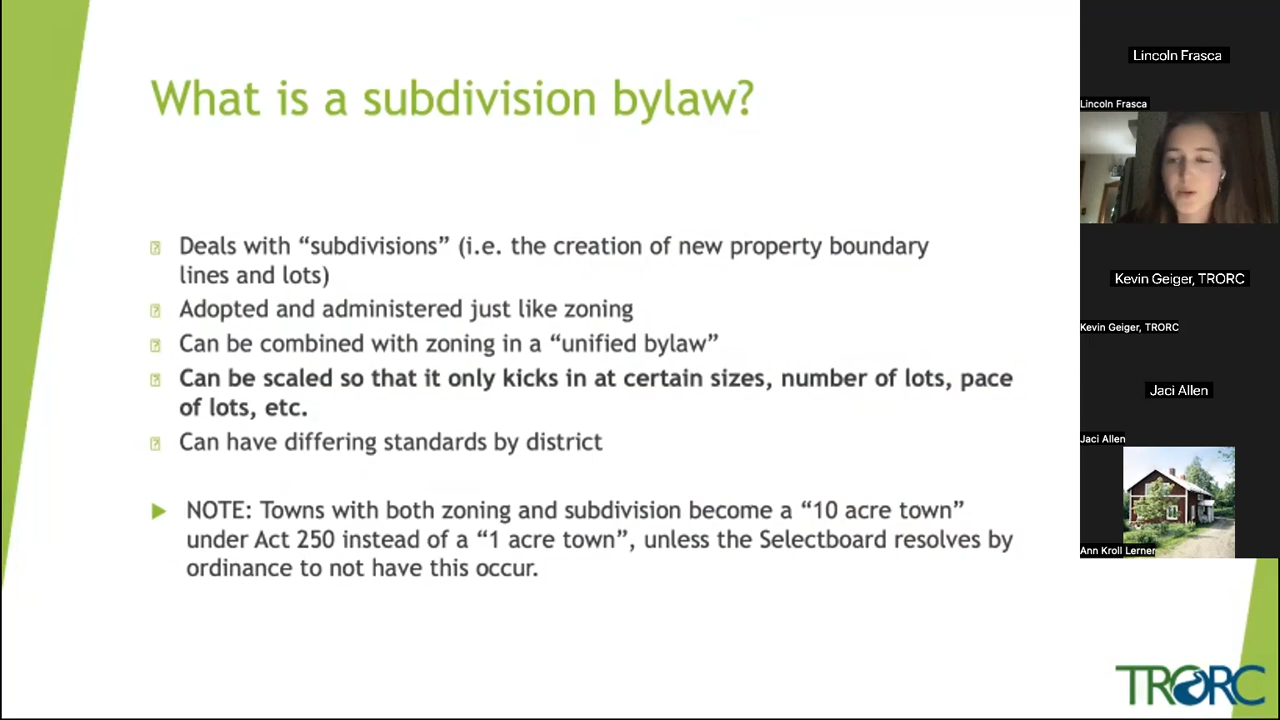 What is a subdivision bylaw?
Deals with “subdivisions” (i.e. the creation of new property boundary
lines and lots)
Adopted and administered just like zoning
Can be combined with zoning in a “unified bylaw”
Can be scaled so that it only kicks in at certain sizes, number of lots, pace
of lots, etc.
Can have differing standards by district
NOTE: Towns with both zoning and subdivision become a “10 acre town”
under Act 250 instead of a “1 acre town”, unless the Selectboard resolves by
ordinance to not have this occur.
TRORC
Lincoln Frasca
Lincoln Frasca
Kevin Geiger, TRORC
Kevin Geiger, TRORC
Jaci Allen
Jaci Allen
Ann Kroll Lerner